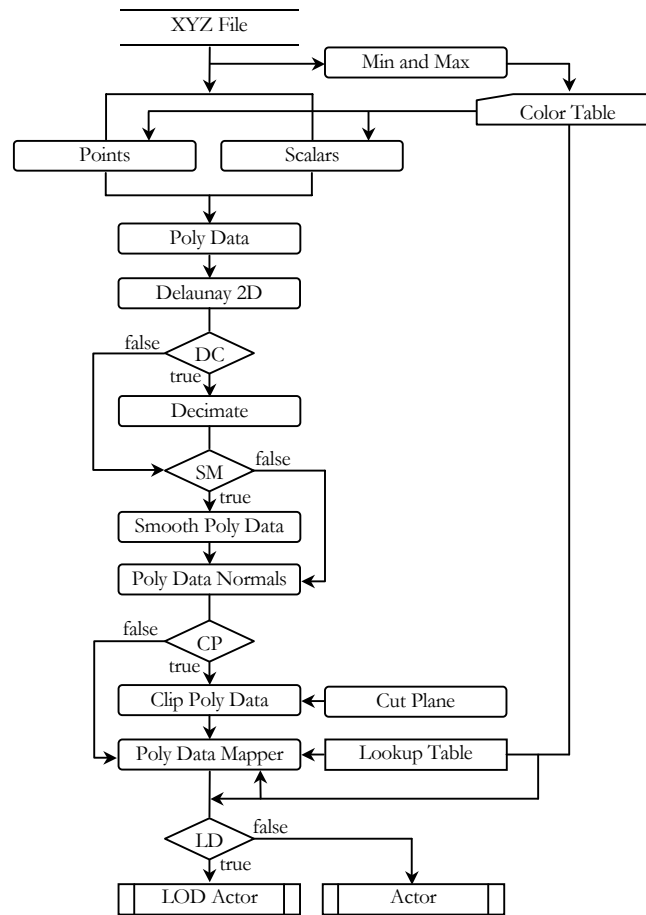 XYZ File
Min and Max
Color Table
Points
Scalars
Poly Data
Delaunay 2D
false
DC
true
Decimate
SM
false
true
Smooth Poly Data
Poly Data Normals
false
CP
true
Clip Poly Data
Cut Plane
Poly Data Mapper
Lookup Table
LD
false
true
LOD Actor
Actor